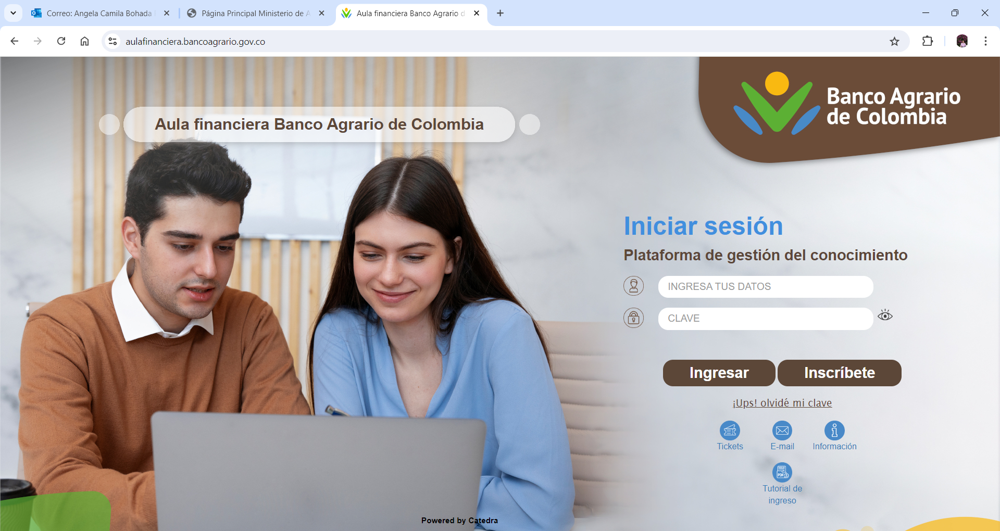 Correo: Angela Camila Bohada
Página Principal Ministerio de A
Aula financiera Banco Agrario d
aulafinanciera.bancoagrario.gov.co
Banco Agrario
de Colombia
Aula financiera Banco Agrario de Colombia
Iniciar sesión
Plataforma de gestión del conocimiento
INGRESA TUS DATOS
CLAVE
Ingresar
Inscríbete
¡Ups! olvidé mi clave
Tickets
E-mail
Información
PDF
Tutorial de
ingreso
Powered by Catedra